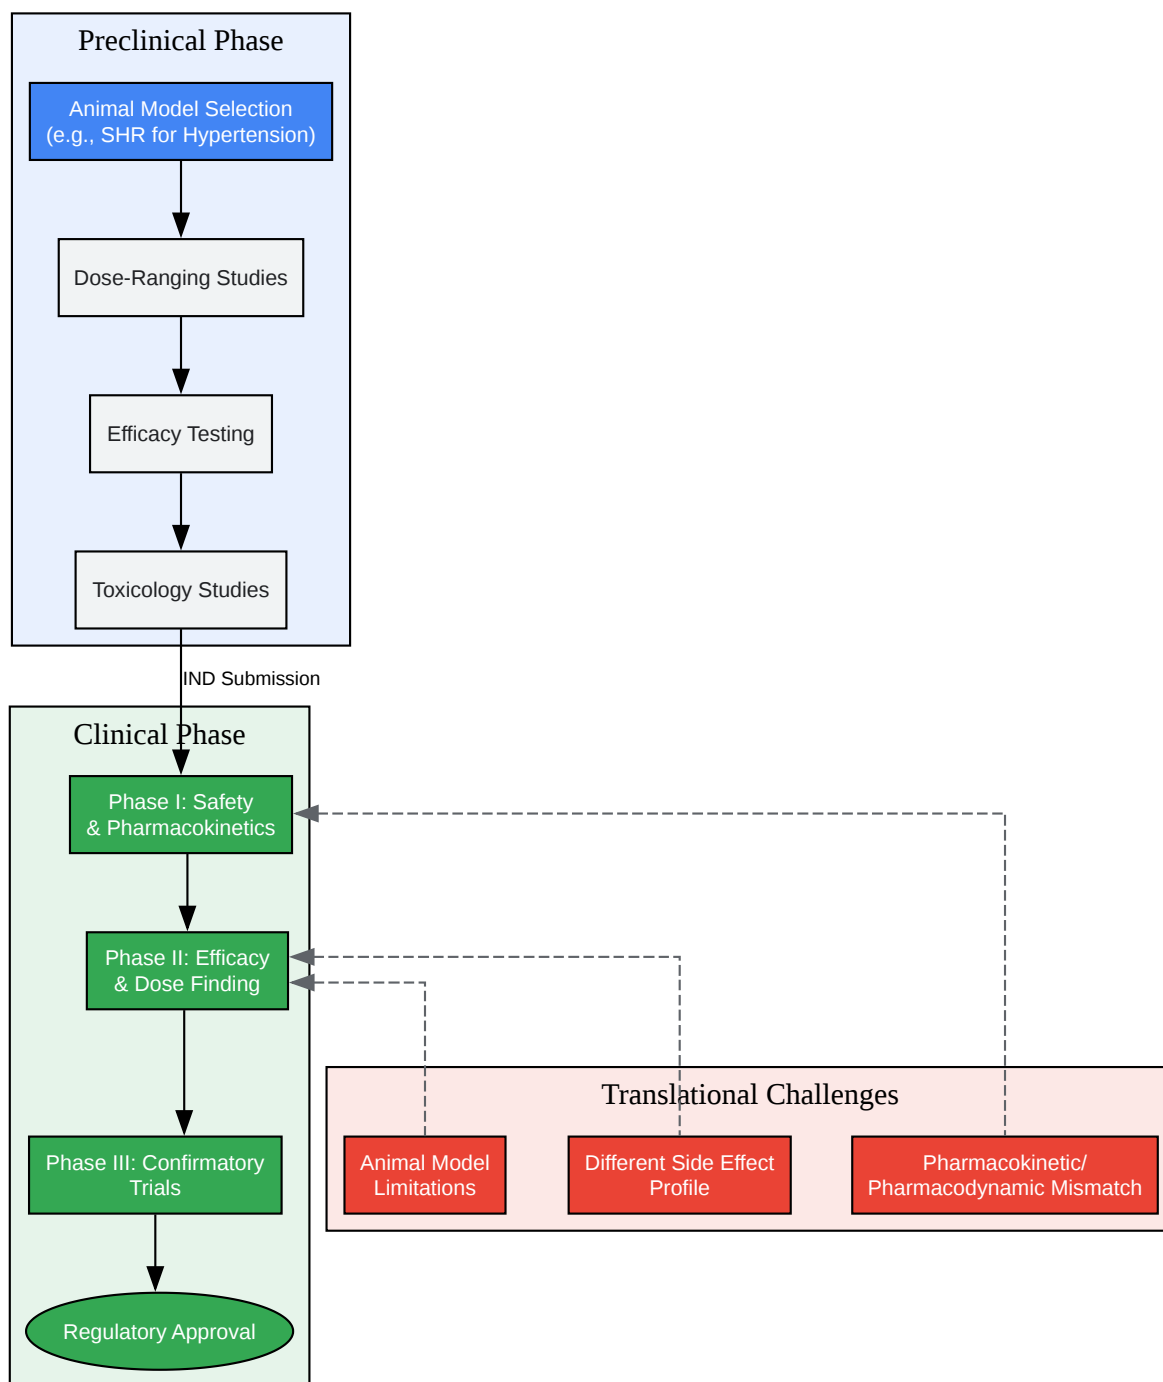 Preclinical Phase
Animal Model Selection
(e.g., SHR for Hypertension)
Dose-Ranging Studies
Efficacy Testing
Toxicology Studies
IND Submission
Clinical Phase
Phase I: Safety
& Pharmacokinetics
Phase II: Efficacy
& Dose Finding
Phase III: Confirmatory
Trials
Regulatory Approval
Translational Challenges
Animal Model
Limitations
Different Side Effect
Profile
Pharmacokinetic/
Pharmacodynamic Mismatch